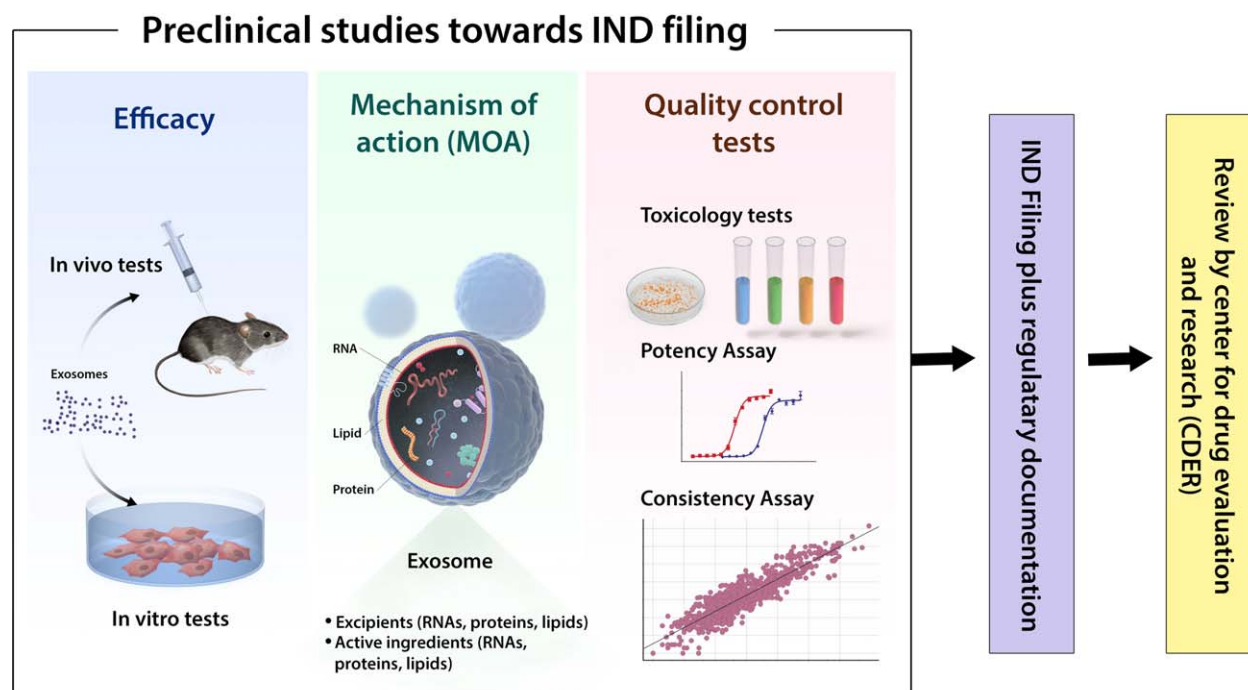 Preclinical studies towards IND filing
Efficacy
In vivo tests
Exosomes
In vitro tests
Mechanism of
action (MOA)
RNA
Lipid
Protein
Exosome
• Excipients (RNAs, proteins, lipids)
• Active ingredients (RNAs,
proteins, lipids)
Quality control
tests
Toxicology tests
Potency Assay
Consistency Assay
IND Filing plus regulatary documentation
Review by center for drug evaluation
and research (CDER)